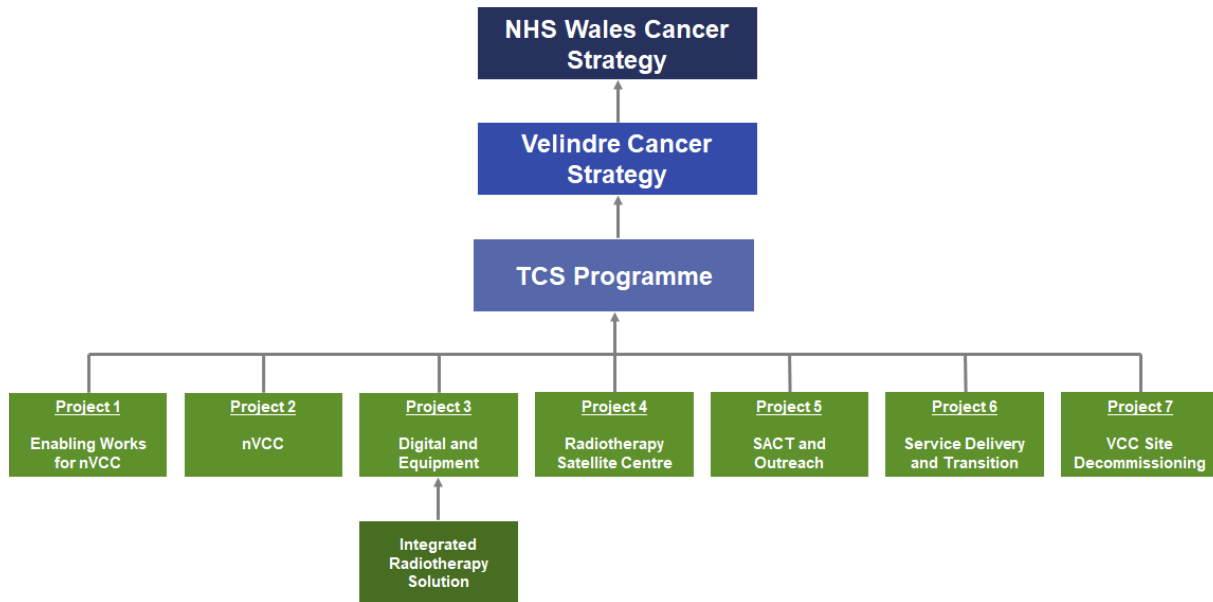 NHS Wales Cancer
Strategy
Velindre Cancer
Strategy
TCS Programme
Project 1
Enabling Works
for nVCC
Project 2
nVCC
Project 3
Digital and
Equipment
Project 4
Radiotherapy
Satellite Centre
Project 5
SACT and
Outreach
Project 6
Service Delivery
and Transition
Project 7
VCC Site
Decommissioning
Integrated
Radiotherapy
Solution